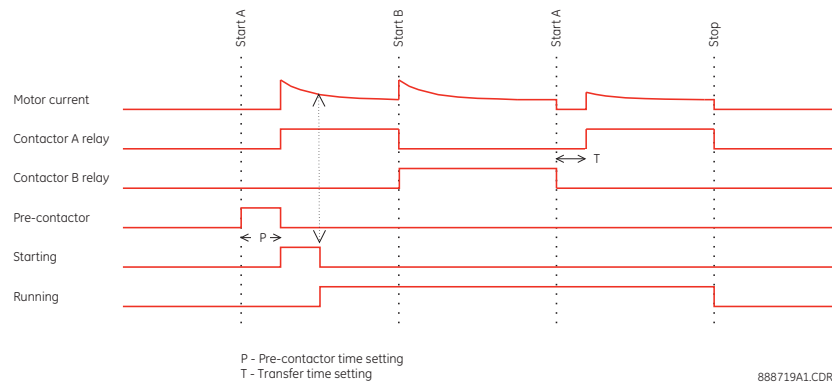 Start A
Start B
Start A
Stop
Motor current
Contactor A relay
T
Contactor B relay
Pre-contactor
P
Starting
Running
P - Pre-contactor time setting
T - Transfer time setting
888719A1.CDR